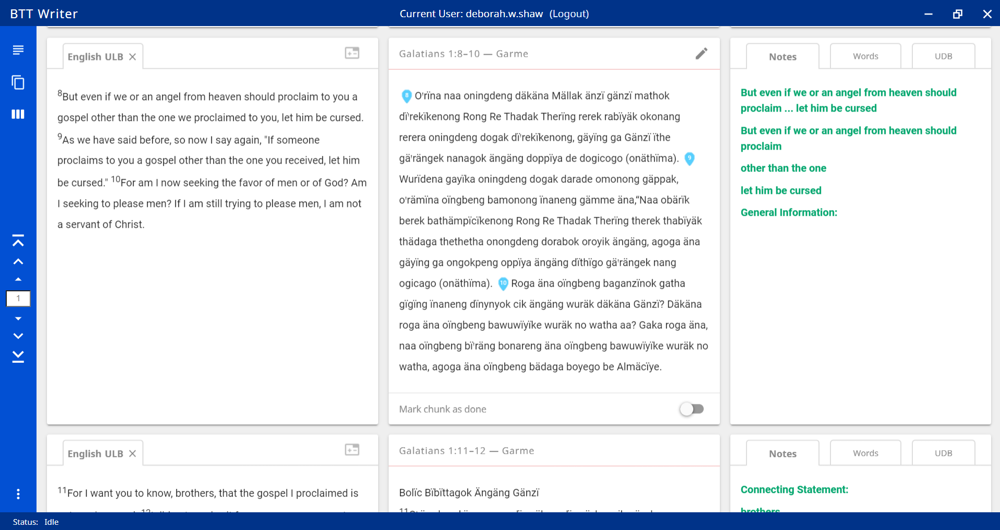 BTT Writer
Current User: deborah.w.shaw (Logout)
English ULB
8But even if we or an angel from heaven should proclaim to you a
gospel other than the one we proclaimed to you, let him be cursed.
9As we have said before, so now I say again, "If someone
proclaims to you a gospel other than the one you received, let him
be cursed." 10For am I now seeking the favor of men or of God? Am
I seeking to please men? If I am still trying to please men, I am not
a servant of Christ.
Galatians 1:8–10 — Garme
8 O'rïna naa oningdeng däkäna Mällak änzï gänzï mathok
dï'rekïkenong Rong Re Thadak Therïng rerek rabïyäk okonang
rerera oningdeng dogak dï'rekïkenong, gäyïng ga Gänzï ïthe
gä'rängek nanagok ängäng doppïya de dogicogo (onäthïma). 9
Wurïdena gayïka oningdeng dogak darade omonong gäppak,
o'rämïna oïngbeng bamonong ïnaneng gämme äna,“Naa obärïk
berek bathämpïcïkenong Rong Re Thadak Therïng therek thabïyäk
thädaga thethetha onongdeng dorabok oroyik ängäng, agoga äna
gäyïng ga ongokpeng oppïya ängäng dïthïgo gä'rängek nang
ogicago (onäthïma). 10 Roga äna oïngbeng baganzïnok gatha
gïgïng ïnaneng dïnynyok cik ängäng wuräk däkäna Gänzï? Däkäna
roga äna oïngbeng bawuwïyïke wuräk no watha aa? Gaka roga äna,
naa oïngbeng bï'räng bonareng äna oïngbeng bawuwïyïke wuräk no
watha, agoga äna oïngbeng bädaga boyego be Almäcïye.
Mark chunk as done
Notes
Words
UDB
But even if we or an angel from heaven should
proclaim ... let him be cursed
But even if we or an angel from heaven should
proclaim
other than the one
let him be cursed
General Information:
1
English ULB
11For I want you to know, brothers, that the gospel I proclaimed is
Galatians 1:11–12 — Garme
Bolïc Bïbïttagok Ängäng Gänzï
Notes
Words
UDB
Connecting Statement:
brothers
Status: Idle